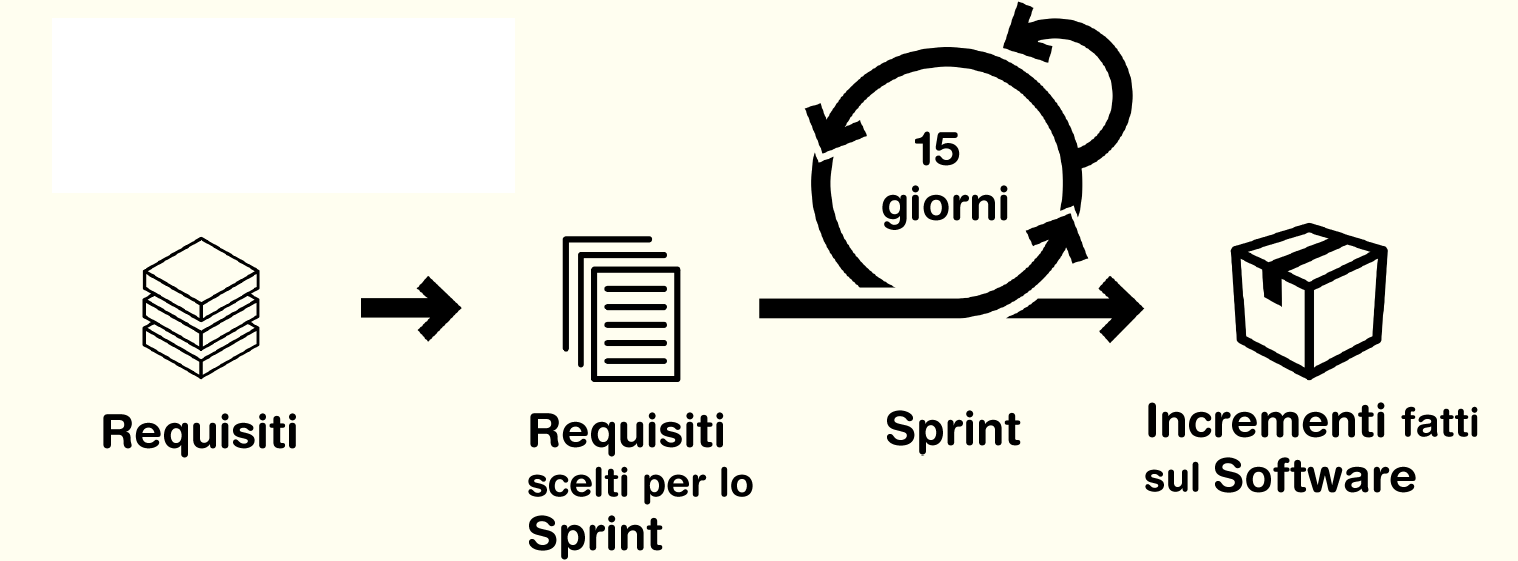 15
giorni
Requisiti
Requisiti
scelti per lo
Sprint
Sprint
Incrementi fatti
sul Software